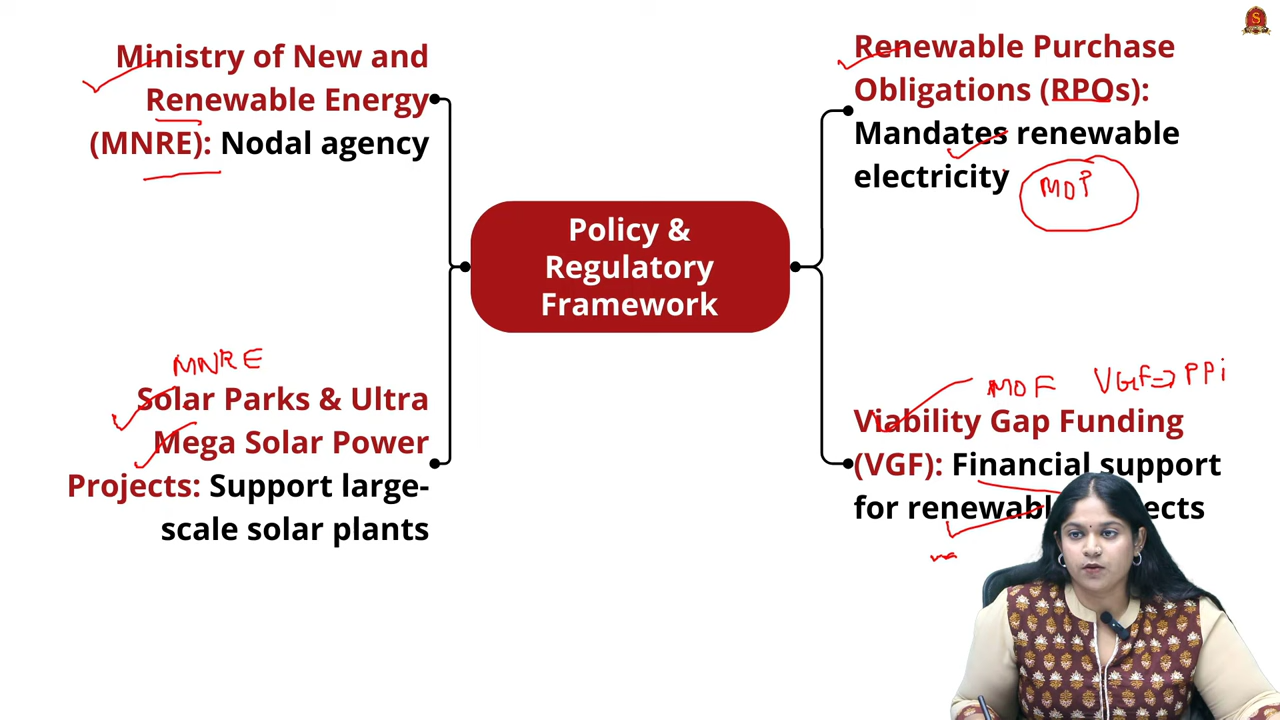 Ministry of New and
Renewable Energy
(MNRE): Nodal agency
Renewable Purchase
Obligations (RPOs):
Mandates renewable
electricity
MOP
Policy &
Regulatory
Framework
MNRE
Solar Parks & Ultra
Mega Solar Power
Projects: Support large-
scale solar plants
MOF VGF => PPi
Viability Gap Funding
(VGF): Financial support
for renewabl ects
S